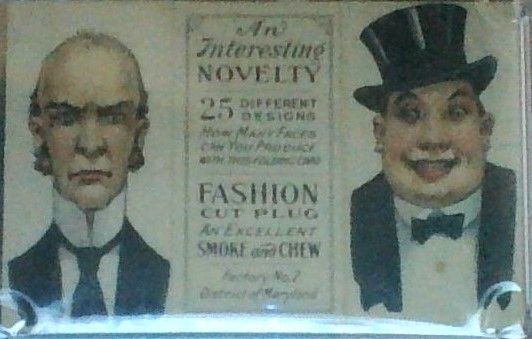 An
Interesting
NOVELTY
25 DIFFERENT
DESIGNS
HOW MANY FACES
CAN YOU PRODUCE
WITH THIS FOLDING CARD
FASHION
CUT PLUG
AN EXCELLENT
SMOKE and CHEW
Factory No. 2
District of Maryland